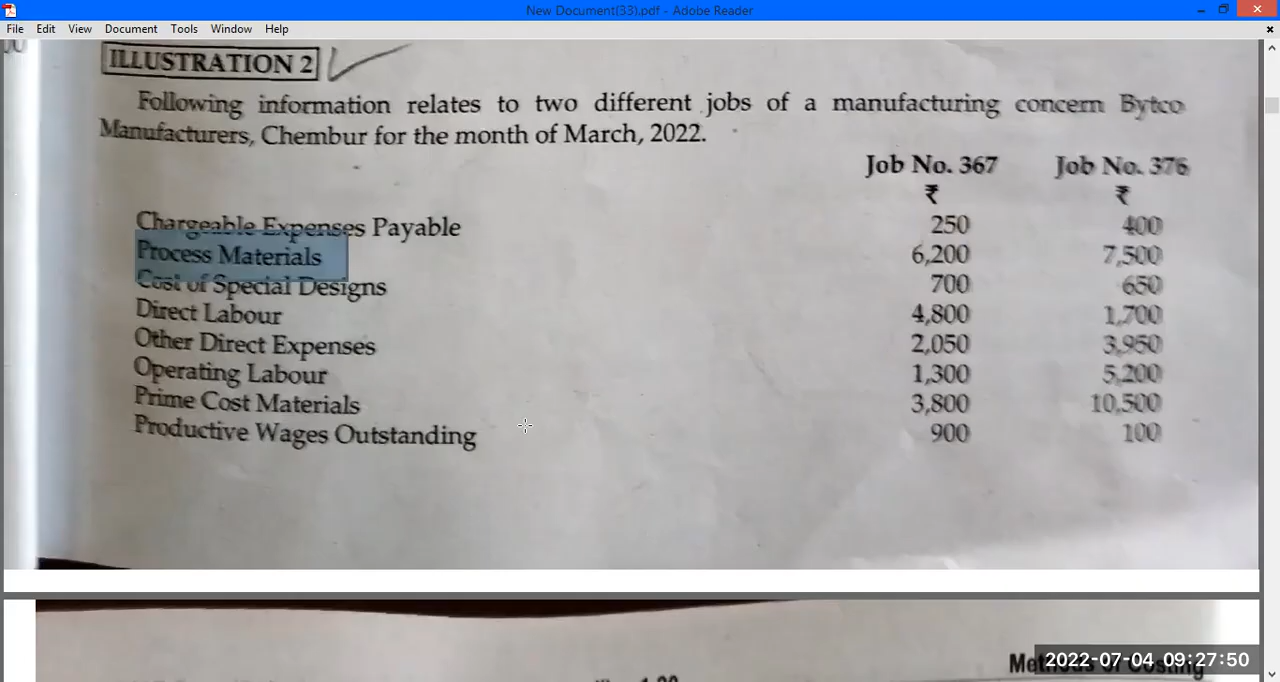 New Document(33).pdf - Adobe Reader
File Edit View Document Tools Window Help
ILLUSTRATION 2
Following information relates to two different jobs of a manufacturing concern Bytco
Manufacturers, Chembur for the month of March, 2022.
Job No. 367 Job No. 376
₹ ₹
Chargeable Expenses Payable 250 400
Process Materials 6,200 7,500
Cost of Special Designs 700 650
Direct Labour 4,800 1,700
Other Direct Expenses 2,050 3,950
Operating Labour 1,300 5,200
Prime Cost Materials 3,800 10,500
Productive Wages Outstanding 900 100
Methods of Costing
2022-07-04 09:27:50